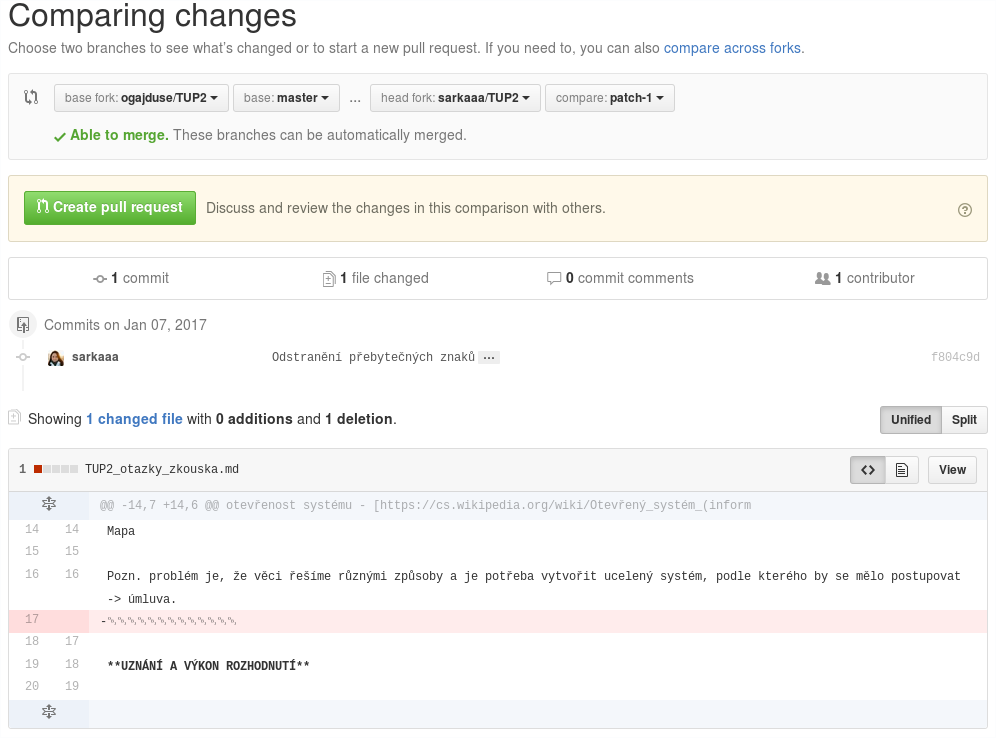 Comparing changes
Choose two branches to see what's changed or to start a new pull request. If you need to, you can also compare across forks.
base fork: ogajduse/TUP2 base: master ... head fork: sarkaaa/TUP2 compare: patch-1
Able to merge. These branches can be automatically merged.
Create pull request Discuss and review the changes in this comparison with others.
1 commit 1 file changed 0 commit comments 1 contributor
Commits on Jan 07, 2017
sarkaaa Odstranění přebytečných znaků … f804c9d
Showing 1 changed file with 0 additions and 1 deletion. Unified Split
1 TUP2_otazky_zkouska.md <> View
@@ -14,7 +14,6 @@ otevřenost systému - [https://cs.wikipedia.org/wiki/Otevřený_systém_(inform
14 14 Mapa
15 15
16 16 Pozn. problém je, že věci řešíme různými způsoby a je potřeba vytvořit ucelený systém, podle kterého by se mělo postupovat
-> úmluva.
17 -
18 17
19 18 **UZNÁNÍ A VÝKON ROZHODNUTÍ**
20 19